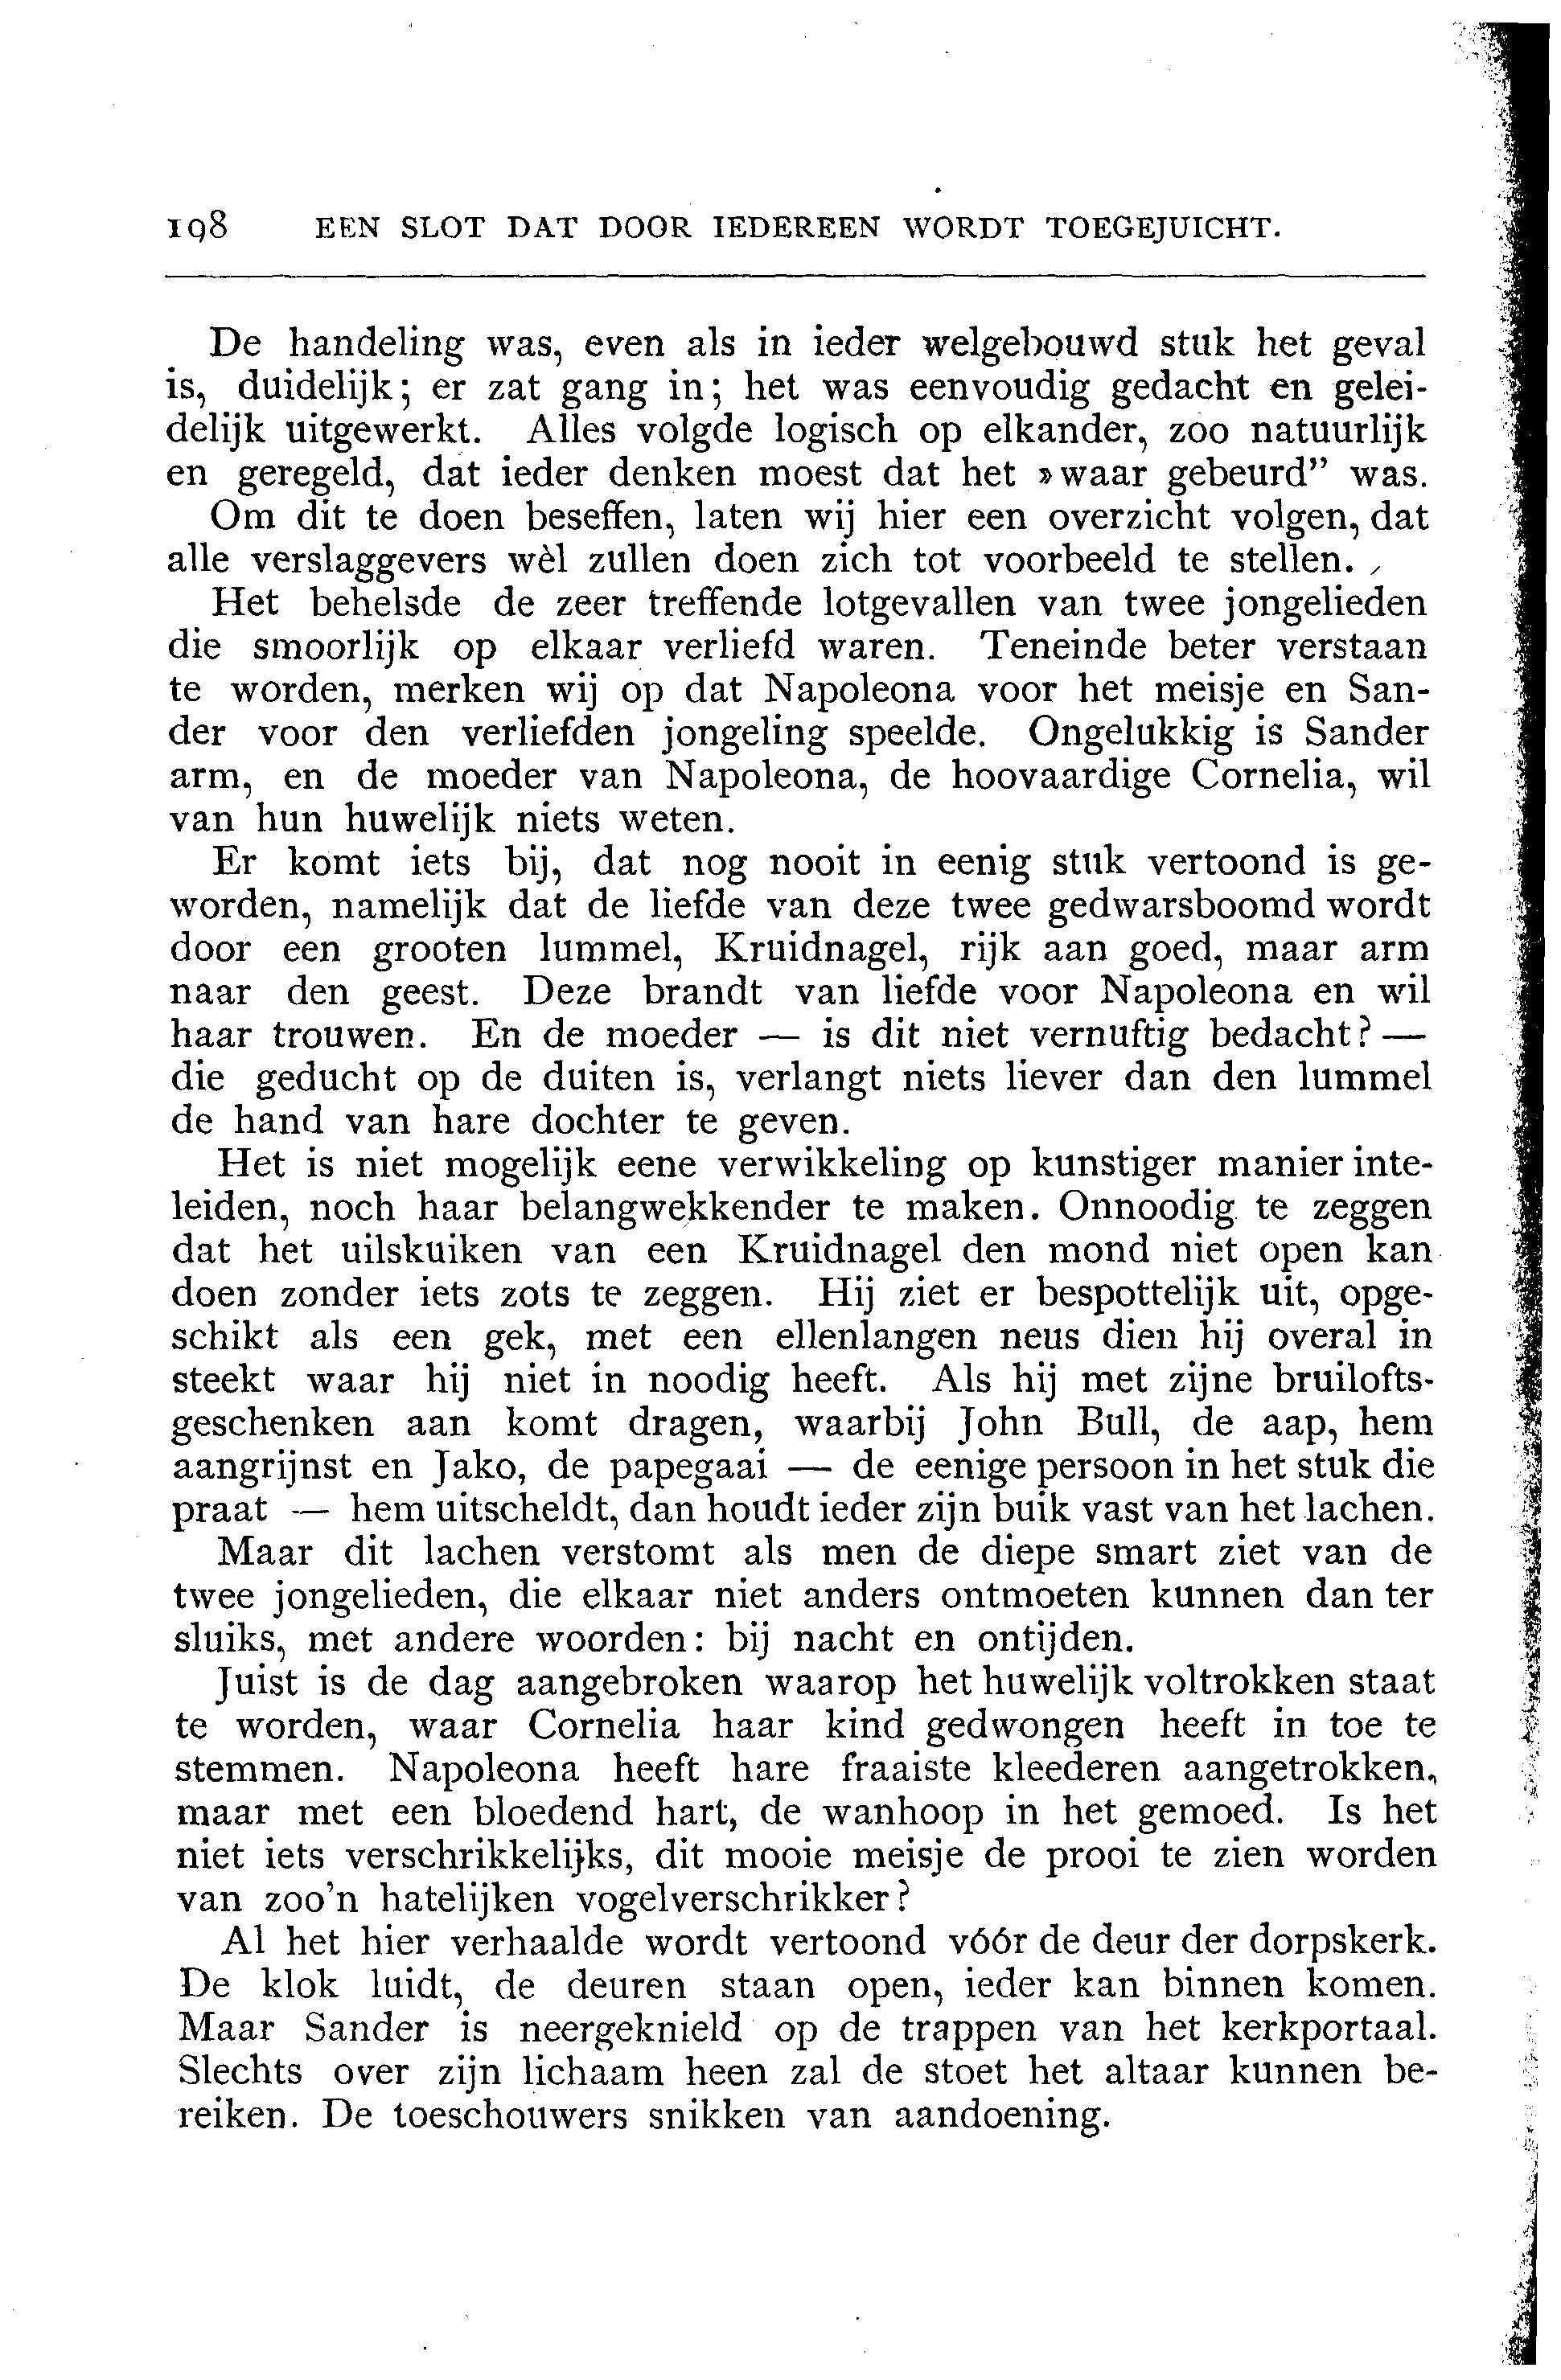 198 EEN SLOT DAT DOOR IEDEREEN WORDT TOEGEJUICHT.
De handeling was, even als in ieder welgebouwd stuk het geval
is, duidelijk; er zat gang in; het was eenvoudig gedacht en gelei-
delijk uitgewerkt. Alles volgde logisch op elkander, zoo natuurlijk
en geregeld, dat ieder denken moest dat het »waar gebeurd” was.
Om dit te doen beseffen, laten wij hier een overzicht volgen, dat
alle verslaggevers wèl zullen doen zich tot voorbeeld te stellen.
Het behelsde de zeer treffende lotgevallen van twee jongelieden
die smoorlijk op elkaar verliefd waren. Teneinde beter verstaan
te worden, merken wij op dat Napoleona voor het meisje en San-
der voor den verliefden jongeling speelde. Ongelukkig is Sander
arm, en de moeder van Napoleona, de hoovaardige Cornelia, wil
van hun huwelijk niets weten.
Er komt iets bij, dat nog nooit in eenig stuk vertoond is ge-
worden, namelijk dat de liefde van deze twee gedwarsboomd wordt
door een grooten lummel, Kruidnagel, rijk aan goed, maar arm
naar den geest. Deze brandt van liefde voor Napoleona en wil
haar trouwen. En de moeder — is dit niet vernuftig bedacht? —
die geducht op de duiten is, verlangt niets liever dan den lummel
de hand van hare dochter te geven.
Het is niet mogelijk eene verwikkeling op kunstiger manier inte-
leiden, noch haar belangwekkender te maken. Onnoodig te zeggen
dat het uilskuiken van een Kruidnagel den mond niet open kan
doen zonder iets zots te zeggen. Hij ziet er bespottelijk uit, opge-
schikt als een gek, met een ellenlangen neus dien hij overal in
steekt waar hij niet in noodig heeft. Als hij met zijne bruilofts-
geschenken aan komt dragen, waarbij John Bull, de aap, hem
aangrijnst en Jako, de papegaai — de eenige persoon in het stuk die
praat — hem uitscheldt, dan houdt ieder zijn buik vast van het lachen.
Maar dit lachen verstomt als men de diepe smart ziet van de
twee jongelieden, die elkaar niet anders ontmoeten kunnen dan ter
sluiks, met andere woorden: bij nacht en ontijden.
Juist is de dag aangebroken waarop het huwelijk voltrokken staat
te worden, waar Cornelia haar kind gedwongen heeft in toe te
stemmen. Napoleona heeft hare fraaiste kleederen aangetrokken,
maar met een bloedend hart, de wanhoop in het gemoed. Is het
niet iets verschrikkelijks, dit mooie meisje de prooi te zien worden
van zoo'n hatelijken vogelverschrikker?
Al het hier verhaalde wordt vertoond vóór de deur der dorpskerk.
De klok luidt, de deuren staan open, ieder kan binnen komen.
Maar Sander is neergeknield op de trappen van het kerkportaal.
Slechts over zijn lichaam heen zal de stoet het altaar kunnen be-
reiken. De toeschouwers snikken van aandoening.